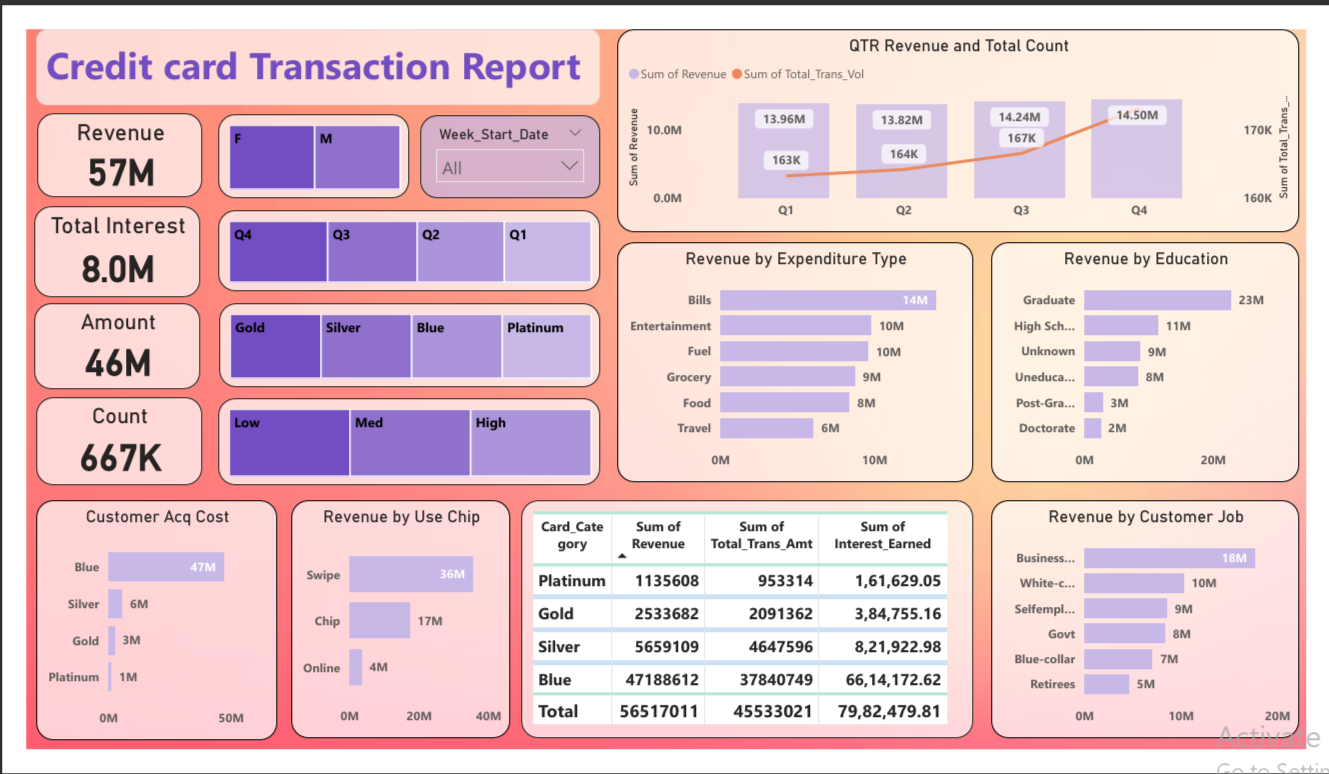 Credit card Transaction Report
Revenue
57M
F
M
Week_Start_Date
All
Total Interest
8.0M
Q4
Q3
Q2
Q1
Amount
46M
Gold
Silver
Blue
Platinum
Count
667K
Low
Med
High
QTR Revenue and Total Count
Sum of Revenue
Sum of Total_Trans_Vol
Sum of Revenue
10.0M
0.0M
13.96M
13.82M
14.24M
14.50M
163K
164K
167K
Q1
Q2
Q3
Q4
170K
160K
Sum of Total_Trans_...
Revenue by Expenditure Type
Bills
14M
Entertainment
10M
Fuel
10M
Grocery
9M
Food
8M
Travel
6M
0M
10M
Revenue by Education
Graduate
23M
High Sch...
11M
Unknown
9M
Uneduca...
8M
Post-Gra...
3M
Doctorate
2M
0M
20M
Customer Acq Cost
Blue
47M
Silver
6M
Gold
3M
Platinum
1M
0M
50M
Revenue by Use Chip
Swipe
36M
Chip
17M
Online
4M
0M
20M
40M
Card_Cate
gory
Sum of
Revenue
Sum of
Total_Trans_Amt
Sum of
Interest_Earned
Platinum 1135608 953314 1,61,629.05
Gold 2533682 2091362 3,84,755.16
Silver 5659109 4647596 8,21,922.98
Blue 47188612 37840749 66,14,172.62
Total 56517011 45533021 79,82,479.81
Revenue by Customer Job
Business...
18M
White-c...
10M
Selfempl...
9M
Govt
8M
Blue-collar
7M
Retirees
5M
0M
10M
20M
Activate
Go to Settin